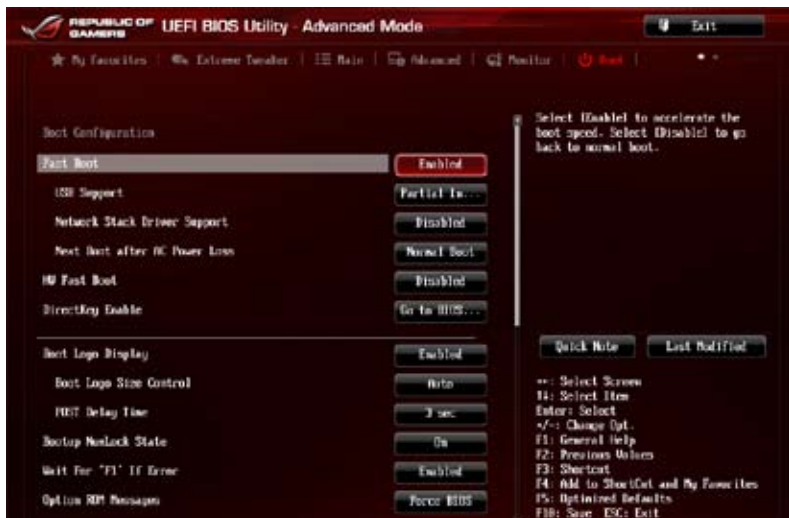 REPUBLIC OF GAMERS
UEFI BIOS Utility - Advanced Mode
Exit
My Favorites | Extreme Tweaker | Main | Advanced | Monitor | Boot |
Boot Configuration
Select [Enable] to accelerate the
boot speed. Select [Disable] to go
back to normal boot.
Fast Boot Enabled
USB Support Partial In...
Network Stack Driver Support Disabled
Next Boot after AC Power Loss Normal Boot
HW Fast Boot Disabled
DirectKey Enable Go to BIOS...
Boot Logo Display Enabled
Boot Logo Size Control Auto
POST Delay Time 3 sec
Bootup NumLock State On
Wait For 'F1' If Error Enabled
Option ROM Messages Force BIOS
Quick Note Last Modified
→←: Select Screen
↑↓: Select Item
Enter: Select
+/-: Change Opt.
F1: General Help
F2: Previous Values
F3: Shortcut
F4: Add to ShortCut and My Favorites
F5: Optimized Defaults
F10: Save ESC: Exit